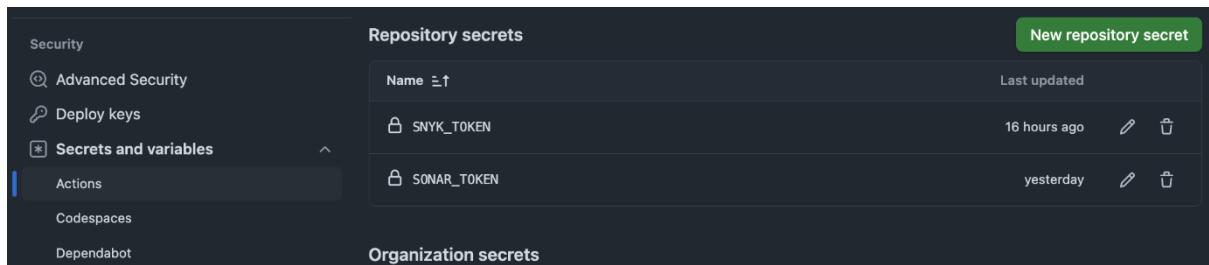 Security
Advanced Security
Deploy keys
Secrets and variables
Actions
Codespaces
Dependabot
Repository secrets
New repository secret
Name
Last updated
SNYK_TOKEN
16 hours ago
SONAR_TOKEN
yesterday
Organization secrets